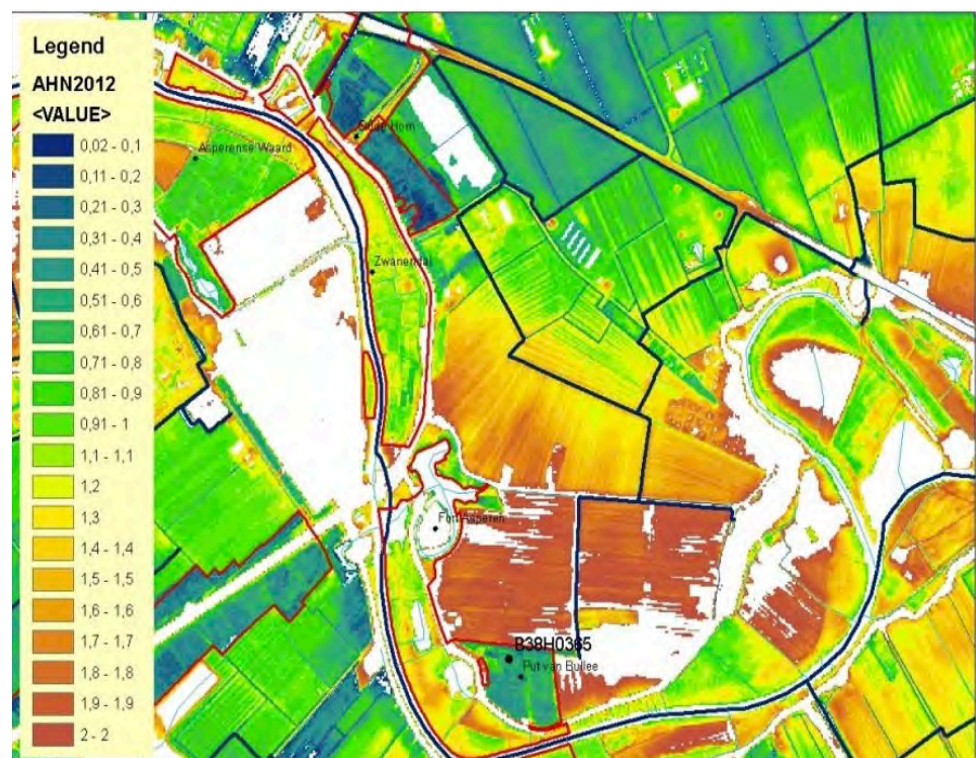 Legend
AHN2012
<VALUE>
0,02 - 0,1
0,11 - 0,2
0,21 - 0,3
0,31 - 0,4
0,41 - 0,5
0,51 - 0,6
0,61 - 0,7
0,71 - 0,8
0,81 - 0,9
0,91 - 1
1,1 - 1,1
1,2
1,3
1,4 - 1,4
1,5 - 1,5
1,6 - 1,6
1,7 - 1,7
1,8 - 1,8
1,9 - 1,9
2 - 2
Asperense Waard
Zwanendal
Fort Asperen
B38H0365
Put van Bullee